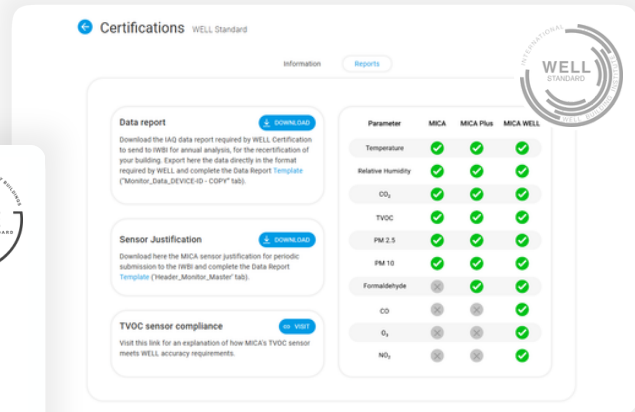 Certifications WELL Standard
Information Reports
INTERNATIONAL
WELL
STANDARD
WELL BUILDING
Data report
DOWNLOAD
Download the IAQ data report required by WELL Certification
to send to IWBI for annual analysis, for the recertification of
your building. Export here the data directly in the format
required by WELL and complete the Data Report Template
("Monitor_Data_DEVICE-ID - COPY" tab).
Sensor Justification
DOWNLOAD
Download here the MICA sensor justification for periodic
submission to the IWBI and complete the Data Report
Template ('Header_Monitor_Master' tab).
TVOC sensor compliance
VISIT
Visit this link for an explanation of how MICA's TVOC sensor
meets WELL accuracy requirements.
Parameter MICA MICA Plus MICA WELL
Temperature
Relative Humidity
CO₂
TVOC
PM 2.5
PM 10
Formaldehyde
CO
O₃
NO₂